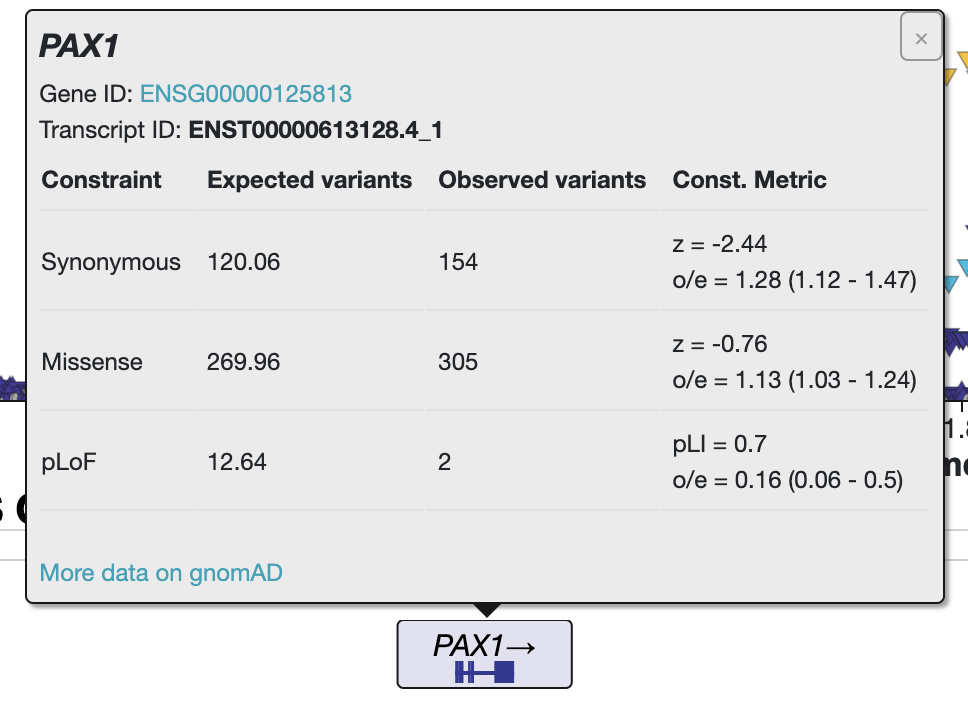 PAX1
×
Gene ID: ENSG00000125813
Transcript ID: ENST00000613128.4_1
Constraint Expected variants Observed variants Const. Metric
Synonymous 120.06 154 z = -2.44
o/e = 1.28 (1.12 - 1.47)
Missense 269.96 305 z = -0.76
o/e = 1.13 (1.03 - 1.24)
pLoF 12.64 2 pLI = 0.7
o/e = 0.16 (0.06 - 0.5)
More data on gnomAD
PAX1→